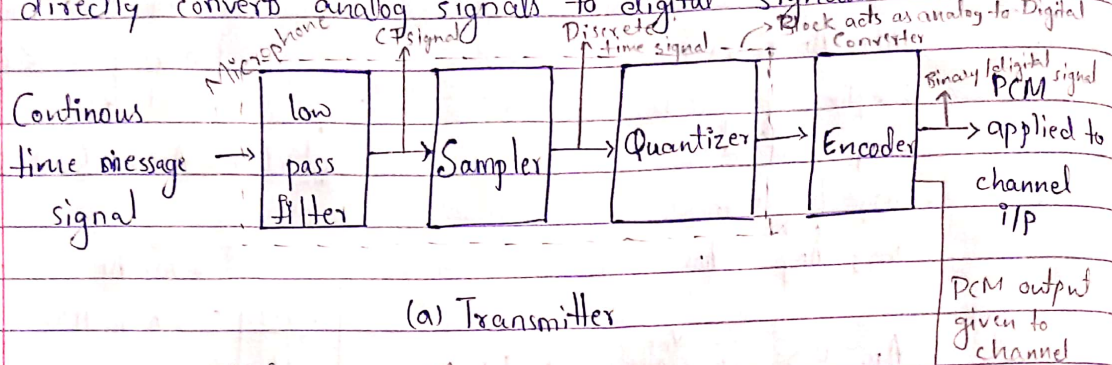 directly convert analog signals to digital sign
Microphone
CT signal
Discrete
time signal
Block acts as analog-to-Digital
Converter
Continous
time message
signal
low
pass
filter
Sampler
Quantizer
Encoder
Binary/digital signal
PCM
applied to
channel
i/p
(a) Transmitter
PCM output
given to
channel